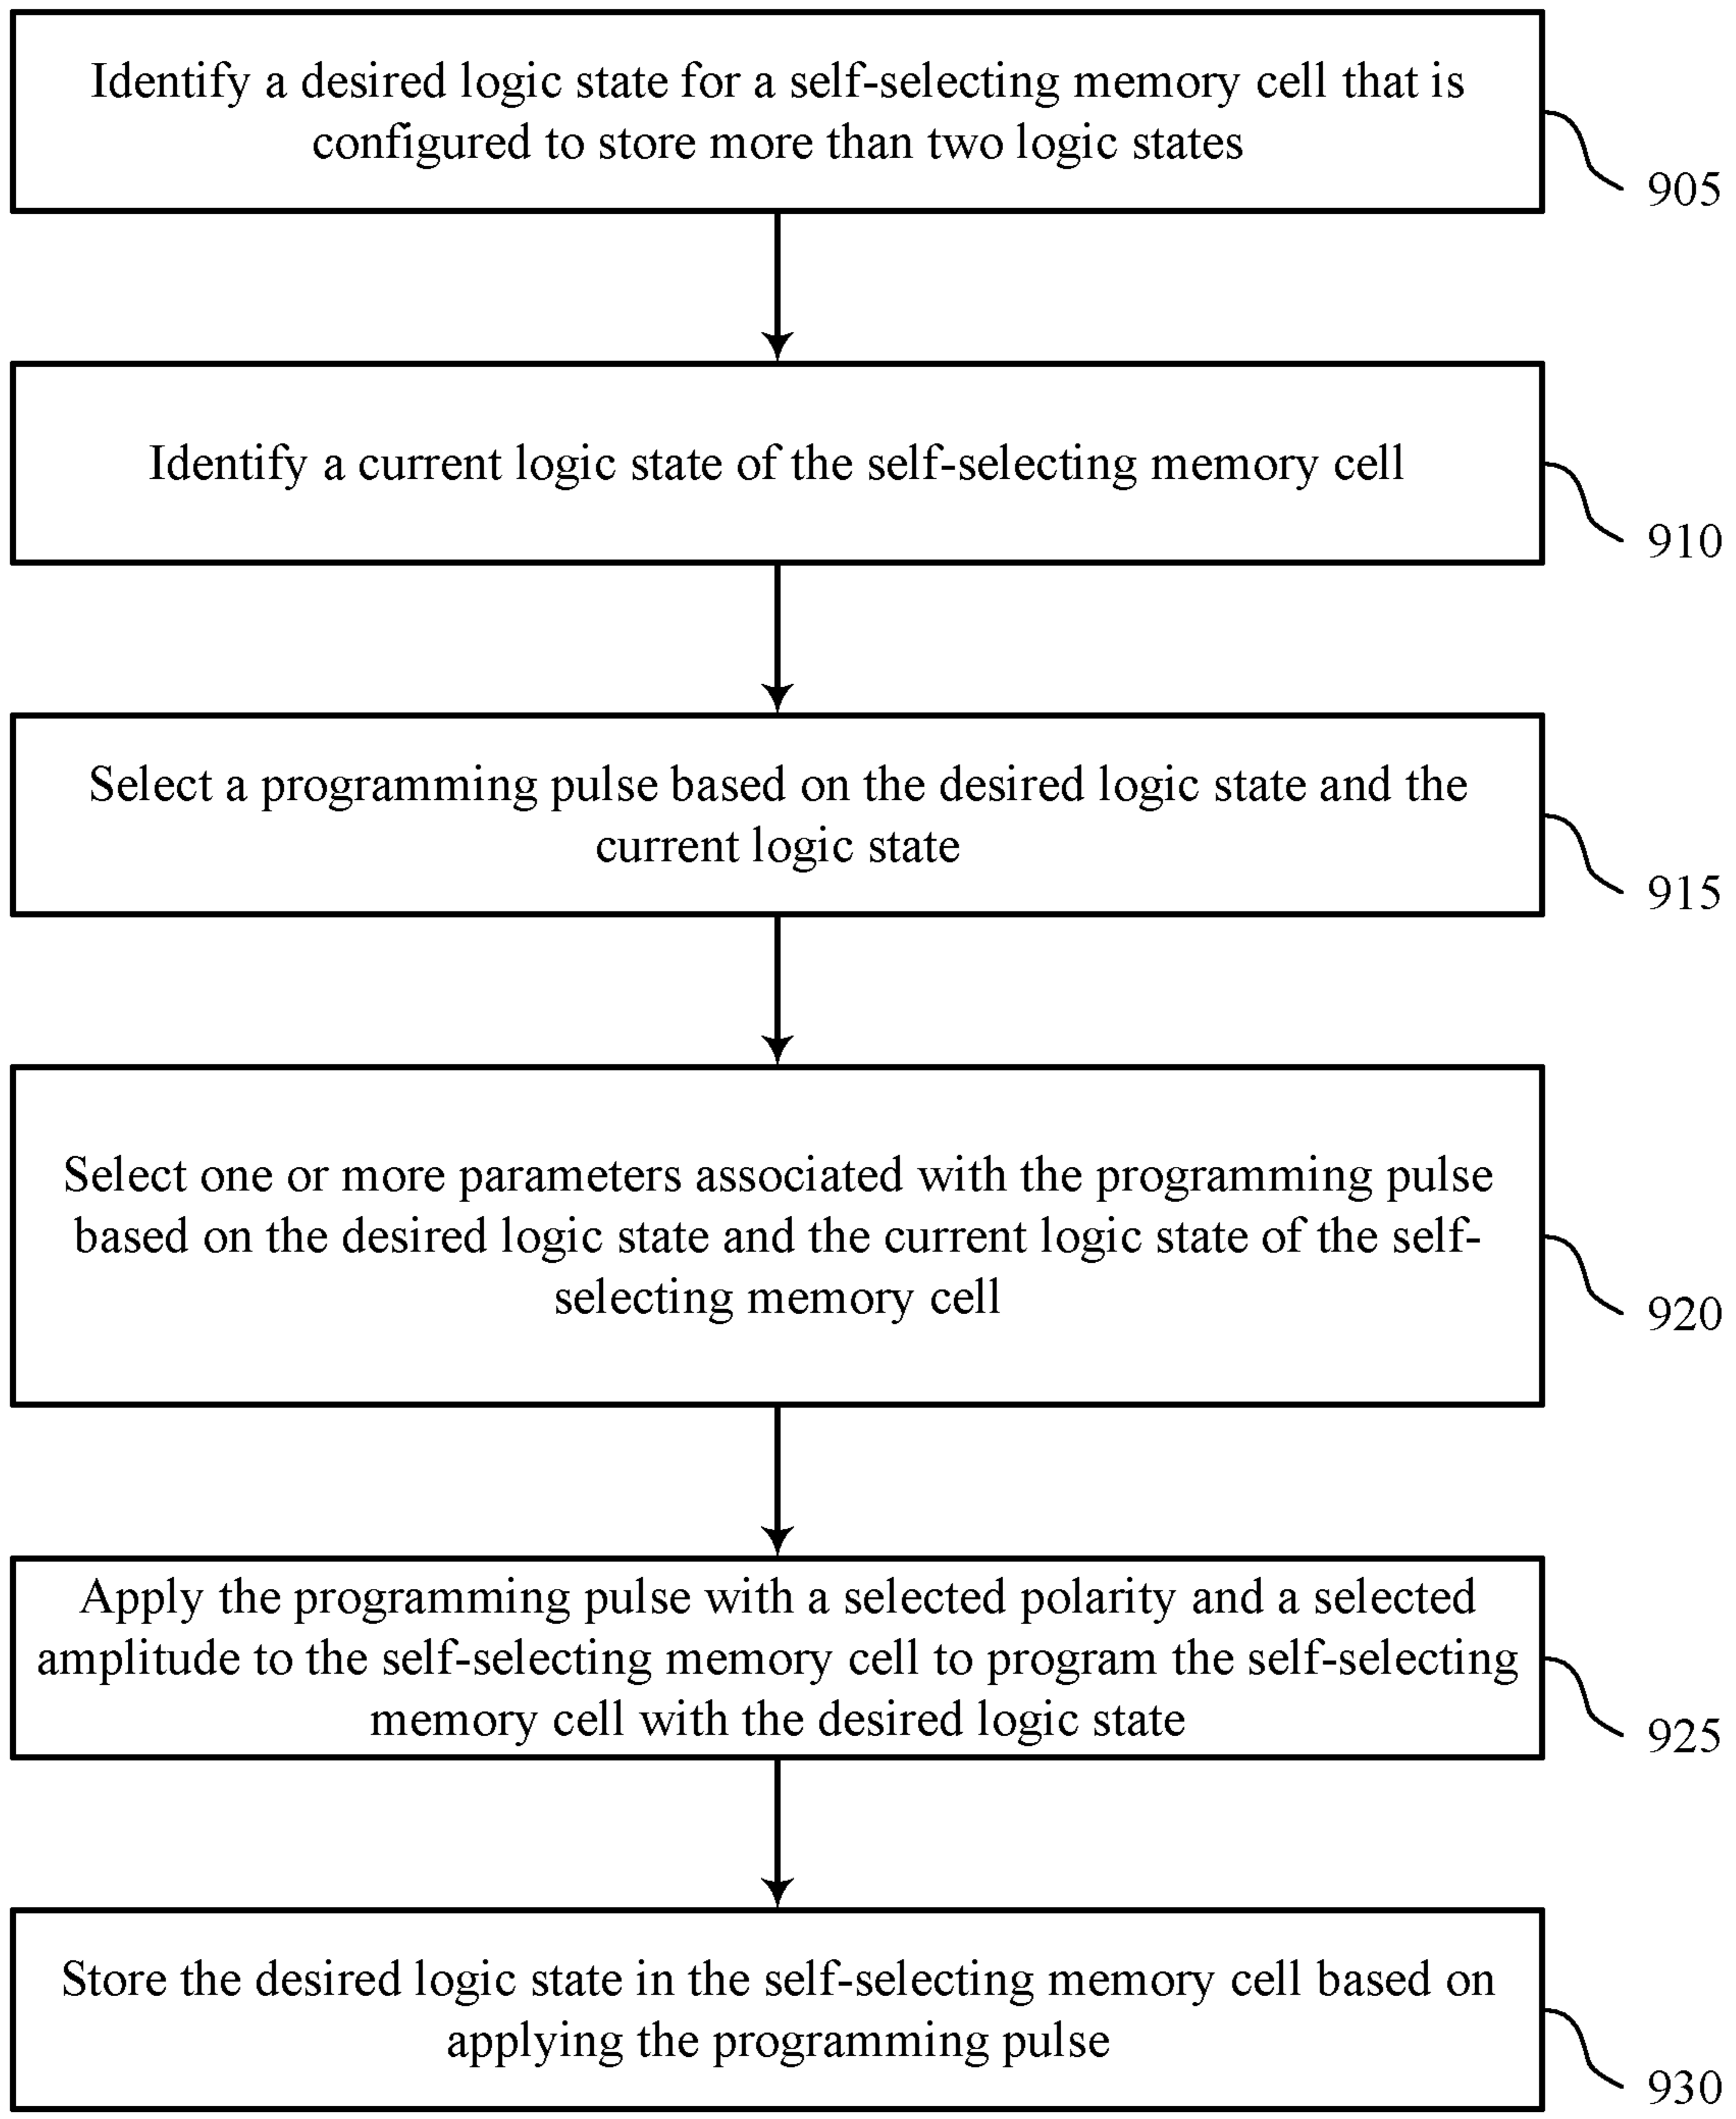 Identify a desired logic state for a self-selecting memory cell that is
configured to store more than two logic states
905
Identify a current logic state of the self-selecting memory cell
910
Select a programming pulse based on the desired logic state and the
current logic state
915
Select one or more parameters associated with the programming pulse
based on the desired logic state and the current logic state of the self-
selecting memory cell
920
Apply the programming pulse with a selected polarity and a selected
amplitude to the self-selecting memory cell to program the self-selecting
memory cell with the desired logic state
925
Store the desired logic state in the self-selecting memory cell based on
applying the programming pulse
930